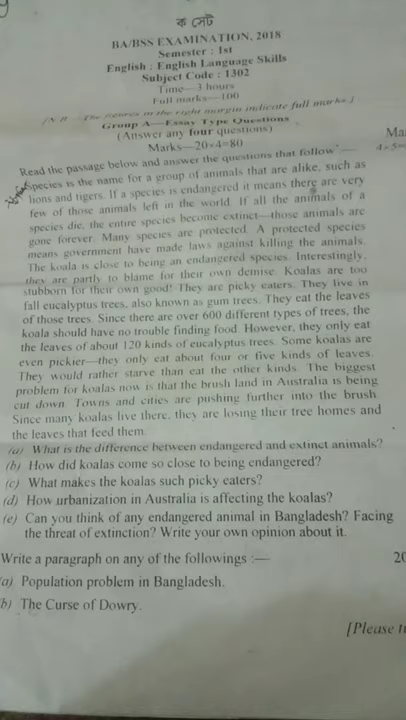 ক সেট
BA/BSS EXAMINATION, 2018
Semester : Ist
English : English Language Skills
Subject Code : 1302
Time—3 hours
Full marks—100
[N.B.—The figures in the right margin indicate full marks.]
Group A—Essay Type Questions
(Answer any four questions)
Marks—20×4=80
Ma
Read the passage below and answer the questions that follow :—
4×5=
Species is the name for a group of animals that are alike, such as
lions and tigers. If a species is endangered it means there are very
few of those animals left in the world. If all the animals of a
species die, the entire species become extinct—those animals are
gone forever. Many species are protected. A protected species
means government have made laws against killing the animals.
The koala is close to being an endangered species. Interestingly,
they are partly to blame for their own demise. Koalas are too
stubborn for their own good! They are picky eaters. They live in
fall eucalyptus trees, also known as gum trees. They eat the leaves
of those trees. Since there are over 600 different types of trees, the
koala should have no trouble finding food. However, they only eat
the leaves of about 120 kinds of eucalyptus trees. Some koalas are
even pickier—they only eat about four or five kinds of leaves.
They would rather starve than eat the other kinds. The biggest
problem for koalas now is that the brush land in Australia is being
cut down. Towns and cities are pushing further into the brush.
Since many koalas live there, they are losing their tree homes and
the leaves that feed them.
(a) What is the difference between endangered and extinct animals?
(b) How did koalas come so close to being endangered?
(c) What makes the koalas such picky eaters?
(d) How urbanization in Australia is affecting the koalas?
(e) Can you think of any endangered animal in Bangladesh? Facing
the threat of extinction? Write your own opinion about it.
Write a paragraph on any of the followings :— 20
(a) Population problem in Bangladesh.
b) The Curse of Dowry.
[Please t